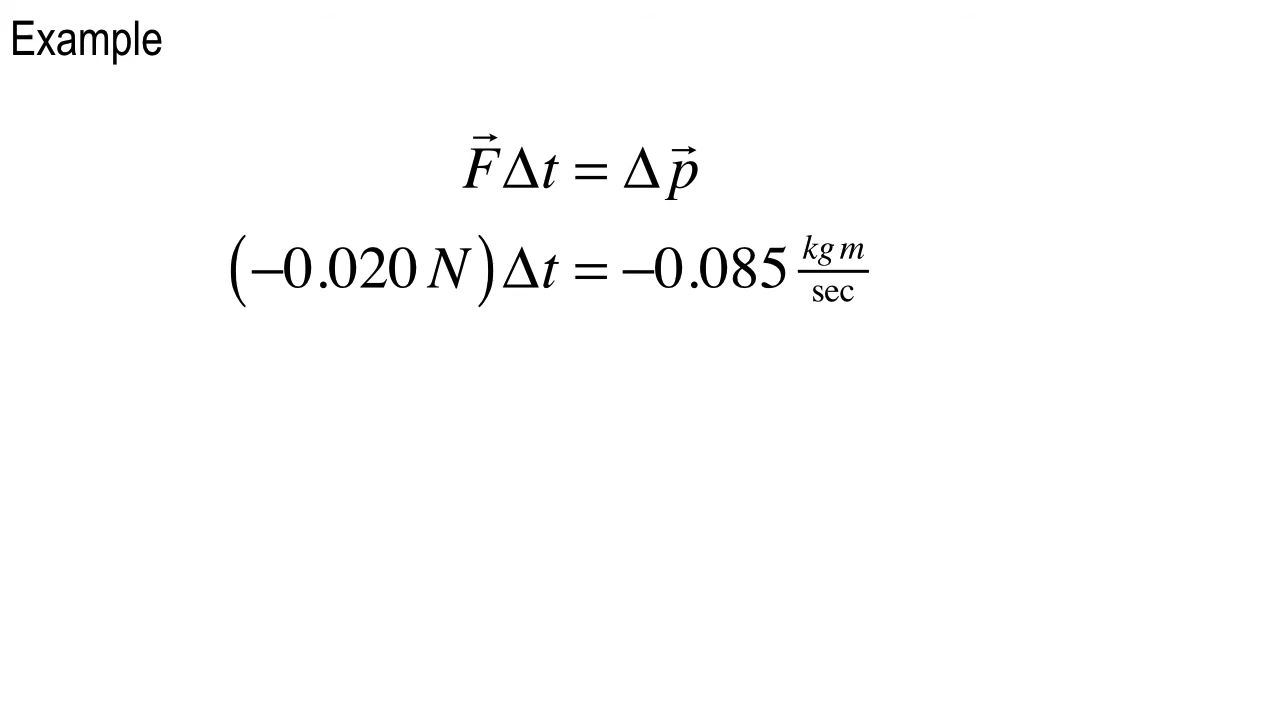 Example
F⃗Δt = Δp⃗
(−0.020 N)Δt = −0.085 kg m/sec